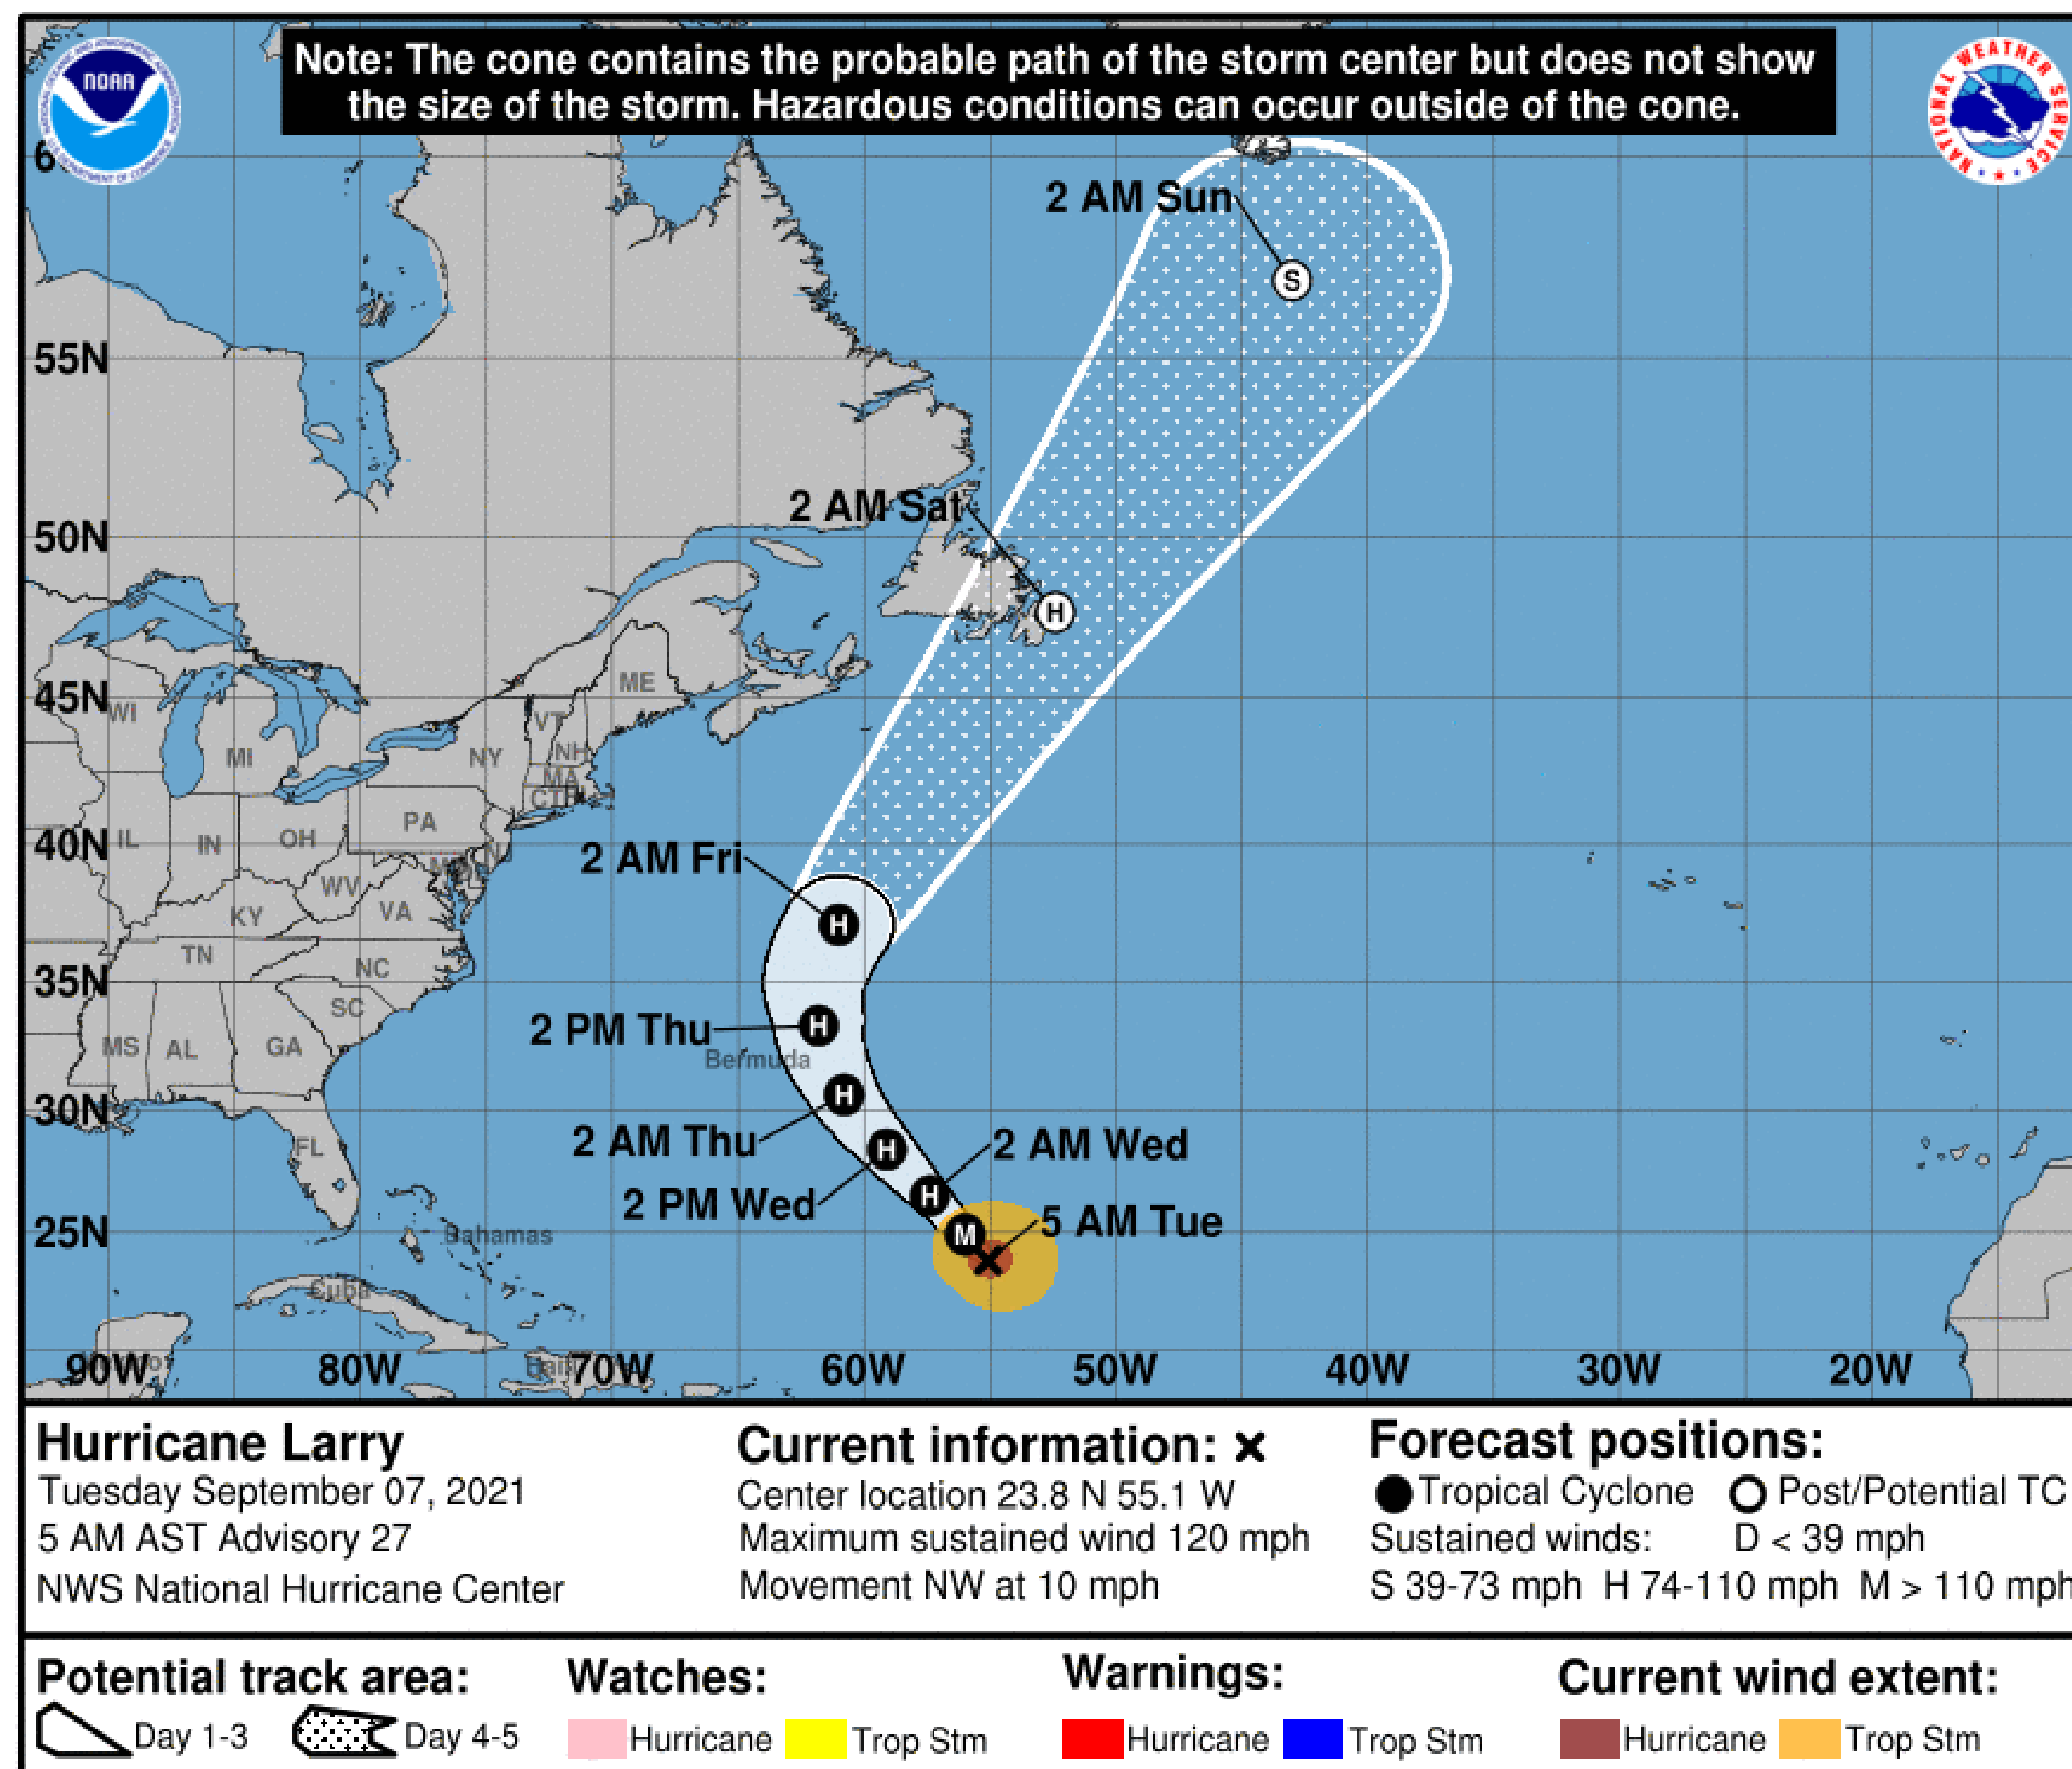 Note: The cone contains the probable path of the storm center but does not show
the size of the storm. Hazardous conditions can occur outside of the cone.
NOAA
NATIONAL WEATHER SERVICE
2 AM Sun
S
55N
2 AM Sat
50N
H
ME
45N
WI
VT
MI
NY
NH
MA
PA
40N
IL
IN
OH
2 AM Fri
WV
KY
VA
H
TN
NC
35N
SC
2 PM Thu
H
MS
AL
GA
Bermuda
30N
H
FL
2 AM Thu
H
2 AM Wed
2 PM Wed
H
25N
Bahamas
M
5 AM Tue
Cuba
90W
80W
70W
60W
50W
40W
30W
20W
Hurricane Larry
Tuesday September 07, 2021
5 AM AST Advisory 27
NWS National Hurricane Center
Current information: x
Center location 23.8 N 55.1 W
Maximum sustained wind 120 mph
Movement NW at 10 mph
Forecast positions:
Tropical Cyclone Post/Potential TC
Sustained winds: D < 39 mph
S 39-73 mph H 74-110 mph M > 110 mph
Potential track area:
Day 1-3 Day 4-5
Watches:
Hurricane Trop Stm
Warnings:
Hurricane Trop Stm
Current wind extent:
Hurricane Trop Stm